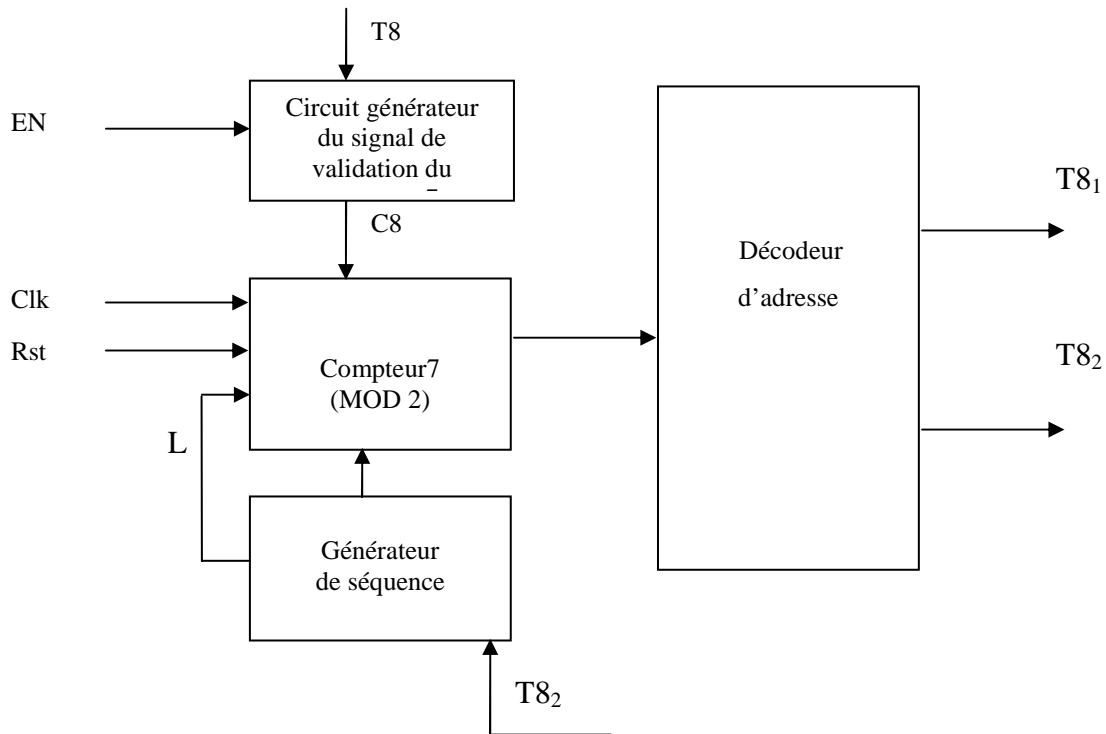 T8
EN
Circuit générateur
du signal de
validation du
C8
T8₁
Décodeur
d'adresse
Clk
Rst
Compteur7
(MOD 2)
T8₂
L
Générateur
de séquence
T8₂